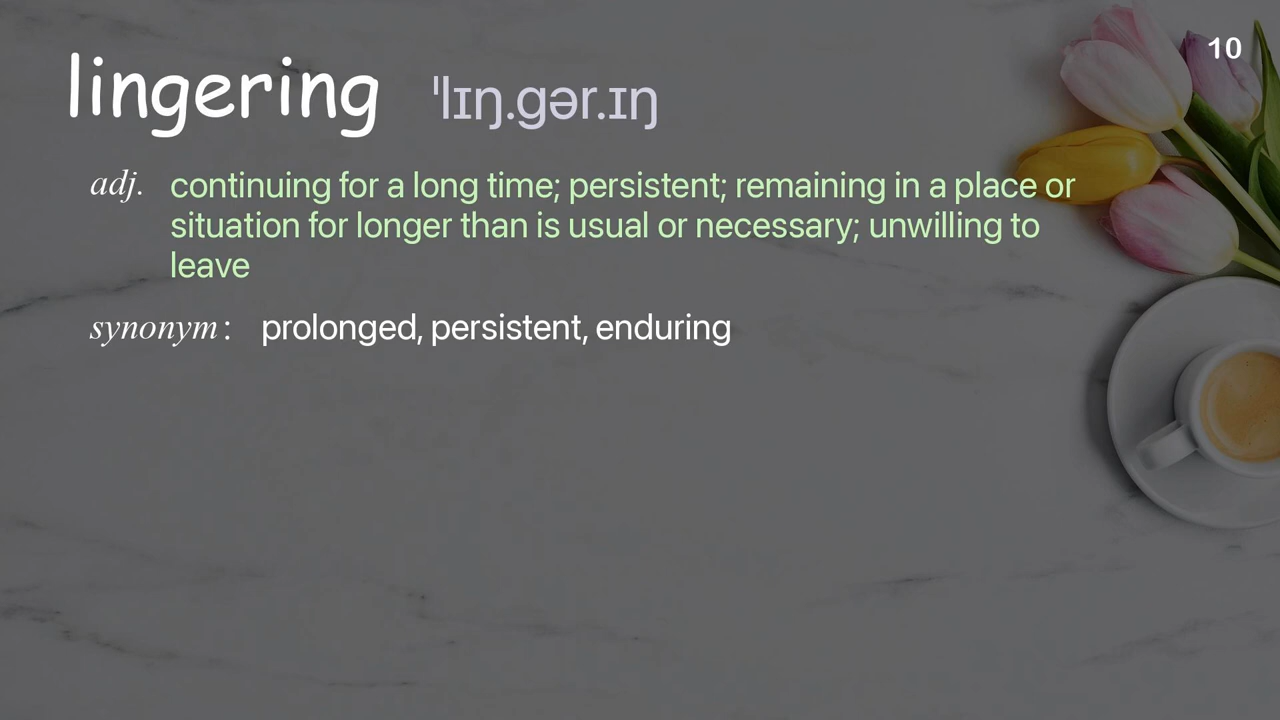 10
lingering ˈlɪŋ.gər.ɪŋ
adj. continuing for a long time; persistent; remaining in a place or
situation for longer than is usual or necessary; unwilling to
leave
synonym: prolonged, persistent, enduring